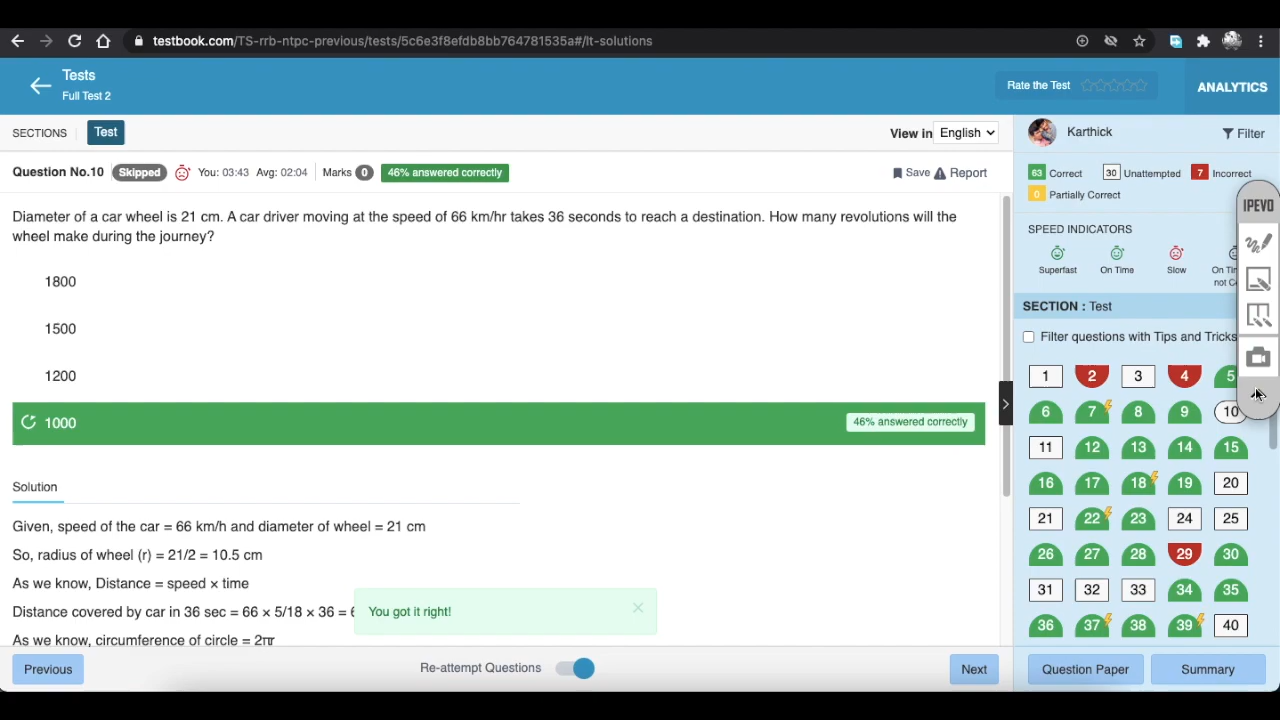 testbook.com/TS-rrb-ntpc-previous/tests/5c6e3f8efdb8bb764781535a#/lt-solutions
Tests
Full Test 2
Rate the Test
ANALYTICS
SECTIONS Test
View in English
Karthick
Filter
Question No.10 Skipped You: 03:43 Avg: 02:04 Marks 0 46% answered correctly
Save Report
63 Correct 30 Unattempted 7 Incorrect
0 Partially Correct
Diameter of a car wheel is 21 cm. A car driver moving at the speed of 66 km/hr takes 36 seconds to reach a destination. How many revolutions will the
wheel make during the journey?
1800
1500
1200
1000 46% answered correctly
Solution
Given, speed of the car = 66 km/h and diameter of wheel = 21 cm
So, radius of wheel (r) = 21/2 = 10.5 cm
As we know, Distance = speed × time
Distance covered by car in 36 sec = 66 × 5/18 × 36 =
You got it right!
As we know, circumference of circle = 2πr
Previous
Re-attempt Questions
Next
IPEVO
SPEED INDICATORS
Superfast On Time Slow On
not
SECTION : Test
Filter questions with Tips and Tricks
1 2 3 4 5
6 7 8 9 10
11 12 13 14 15
16 17 18 19 20
21 22 23 24 25
26 27 28 29 30
31 32 33 34 35
36 37 38 39 40
Question Paper Summary